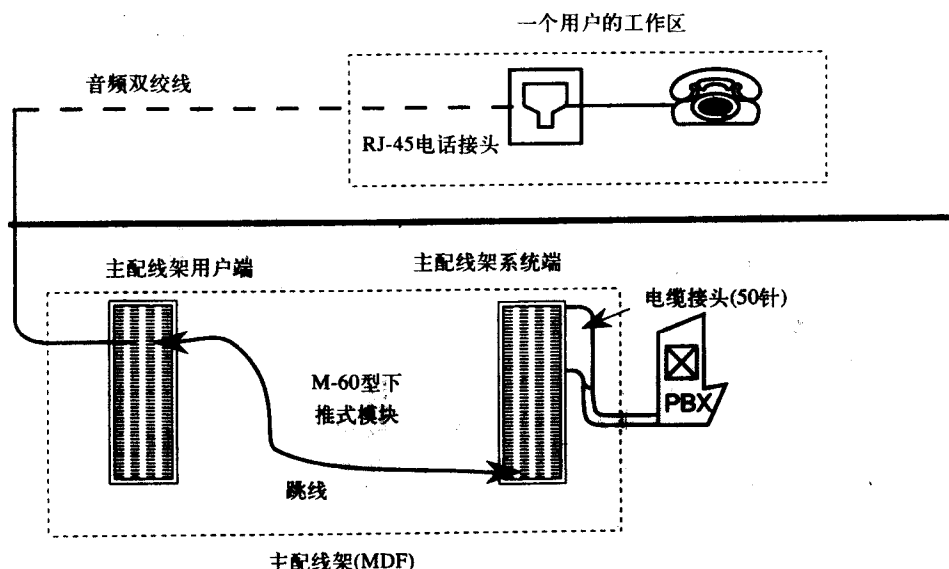 一个用户的工作区
音频双绞线
RJ-45电话接头
主配线架用户端
主配线架系统端
电缆接头(50针)
M-60型下
推式模块
PBX
跳线
主配线架(MDF)